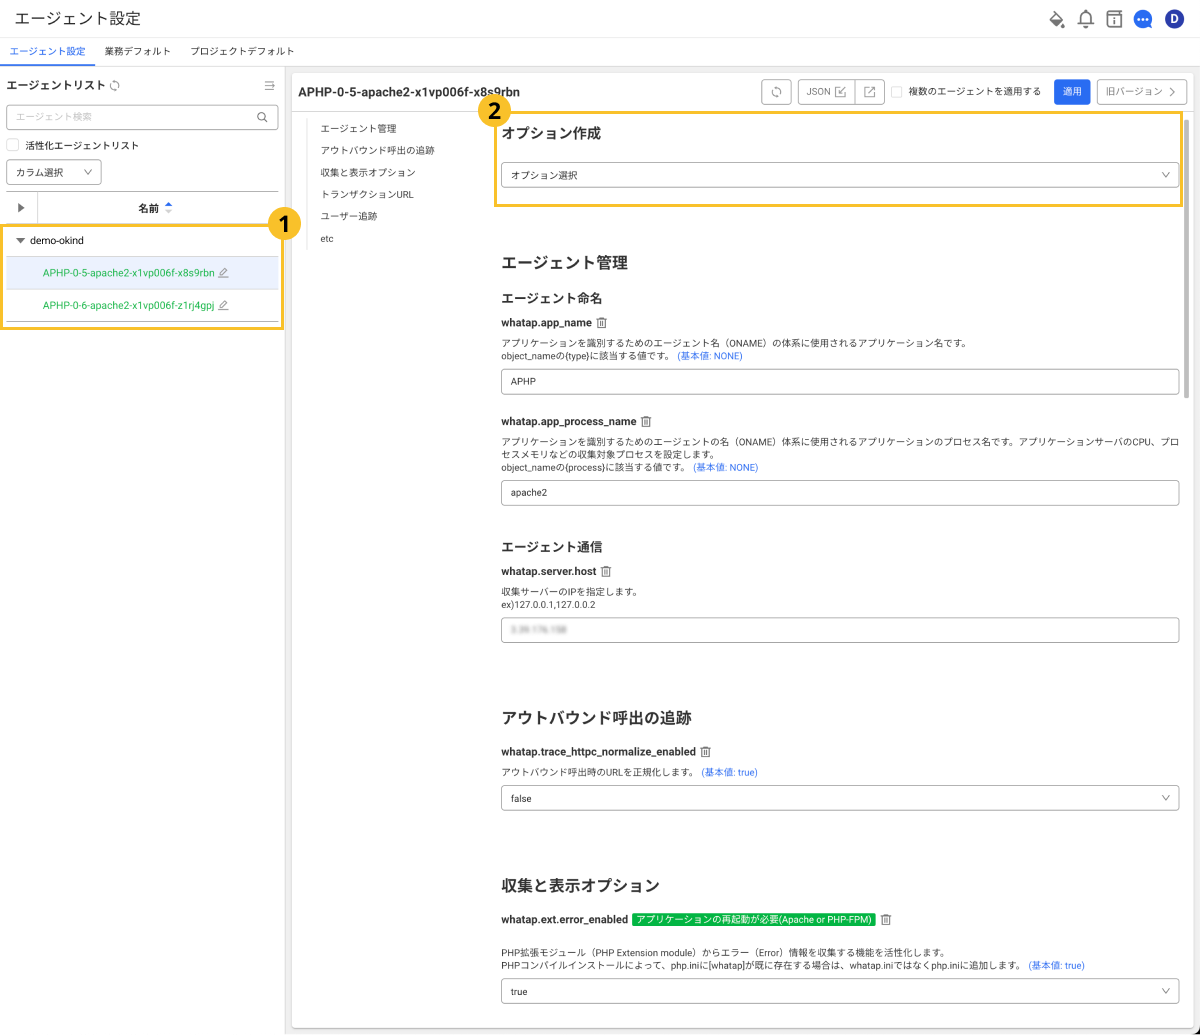 エージェント設定
D
エージェント設定 業務デフォルト プロジェクトデフォルト
エージェントリスト
エージェント検索
活性化エージェントリスト
カラム選択
名前
1
demo-okind
APHP-0-5-apache2-x1vp006f-x8s9rbn
APHP-0-6-apache2-x1vp006f-z1rj4gpj
APHP-0-5-apache2-x1vp006f-x8s9rbn
JSON
複数のエージェントを適用する
適用
旧バージョン
エージェント管理
アウトバウンド呼出の追跡
収集と表示オプション
トランザクションURL
ユーザー追跡
etc
2
オプション作成
オプション選択
エージェント管理
エージェント命名
whatap.app_name
アプリケーションを識別するためのエージェント名（ONAME）の体系に使用されるアプリケーション名です。
object_nameの{type}に該当する値です。 (基本値: NONE)
APHP
whatap.app_process_name
アプリケーションを識別するためのエージェントの名（ONAME）体系に使用されるアプリケーションのプロセス名です。アプリケーションサーバのCPU、プロ
セスメモリなどの収集対象プロセスを設定します。
object_nameの{process}に該当する値です。 (基本値: NONE)
apache2
エージェント通信
whatap.server.host
収集サーバーのIPを指定します。
ex)127.0.0.1,127.0.0.2
アウトバウンド呼出の追跡
whatap.trace_httpc_normalize_enabled
アウトバウンド呼出時のURLを正規化します。 (基本値: true)
false
収集と表示オプション
whatap.ext.error_enabled アプリケーションの再起動が必要(Apache or PHP-FPM)
PHP拡張モジュール（PHP Extension module）からエラー（Error）情報を収集する機能を活性化します。
PHPコンパイルインストールによって、php.iniに[whatap]が既に存在する場合は、whatap.iniではなくphp.iniに追加します。 (基本値: true)
true